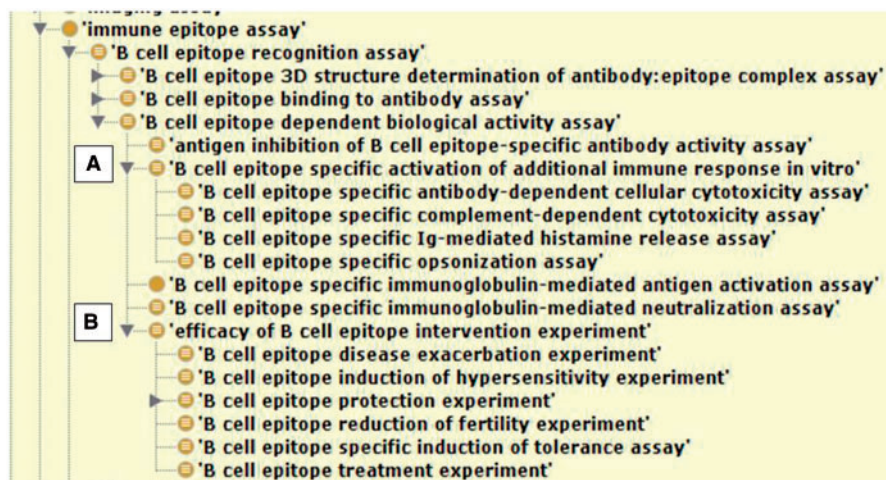 'immune epitope assay'
'B cell epitope recognition assay'
'B cell epitope 3D structure determination of antibody:epitope complex assay'
'B cell epitope binding to antibody assay'
'B cell epitope dependent biological activity assay'
'antigen inhibition of B cell epitope-specific antibody activity assay'
A 'B cell epitope specific activation of additional immune response in vitro'
'B cell epitope specific antibody-dependent cellular cytotoxicity assay'
'B cell epitope specific complement-dependent cytotoxicity assay'
'B cell epitope specific Ig-mediated histamine release assay'
'B cell epitope specific opsonization assay'
'B cell epitope specific immunoglobulin-mediated antigen activation assay'
'B cell epitope specific immunoglobulin-mediated neutralization assay'
B 'efficacy of B cell epitope intervention experiment'
'B cell epitope disease exacerbation experiment'
'B cell epitope induction of hypersensitivity experiment'
'B cell epitope protection experiment'
'B cell epitope reduction of fertility experiment'
'B cell epitope specific induction of tolerance assay'
'B cell epitope treatment experiment'